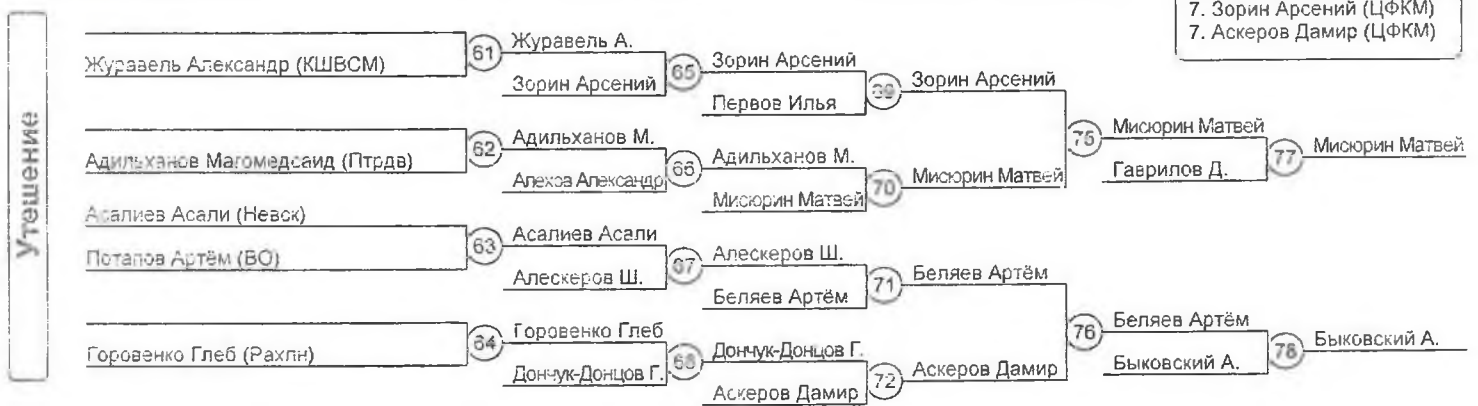 7. Зорин Арсений (ЦФКМ)
7. Аскеров Дамир (ЦФКМ)
Утешение
Журавель Александр (КШВСМ)
61
Журавель А.
Зорин Арсений
65
Зорин Арсений
Первов Илья
69
Зорин Арсений
Адильханов Магомедсаид (Птрдв)
62
Адильханов М.
Алехов Александр
66
Адильханов М.
Мисюрин Матвей
70
Мисюрин Матвей
75
Мисюрин Матвей
Гаврилов Д.
77
Мисюрин Матвей
Асалиев Асали (Невск)
Потапов Артём (ВО)
63
Асалиев Асали
Алескеров Ш.
67
Алескеров Ш.
Беляев Артём
71
Беляев Артём
Горовенко Глеб (Рахлн)
64
Горовенко Глеб
Дончук-Донцов Г.
68
Дончук-Донцов Г.
Аскеров Дамир
72
Аскеров Дамир
76
Беляев Артём
Быковский А.
78
Быковский А.